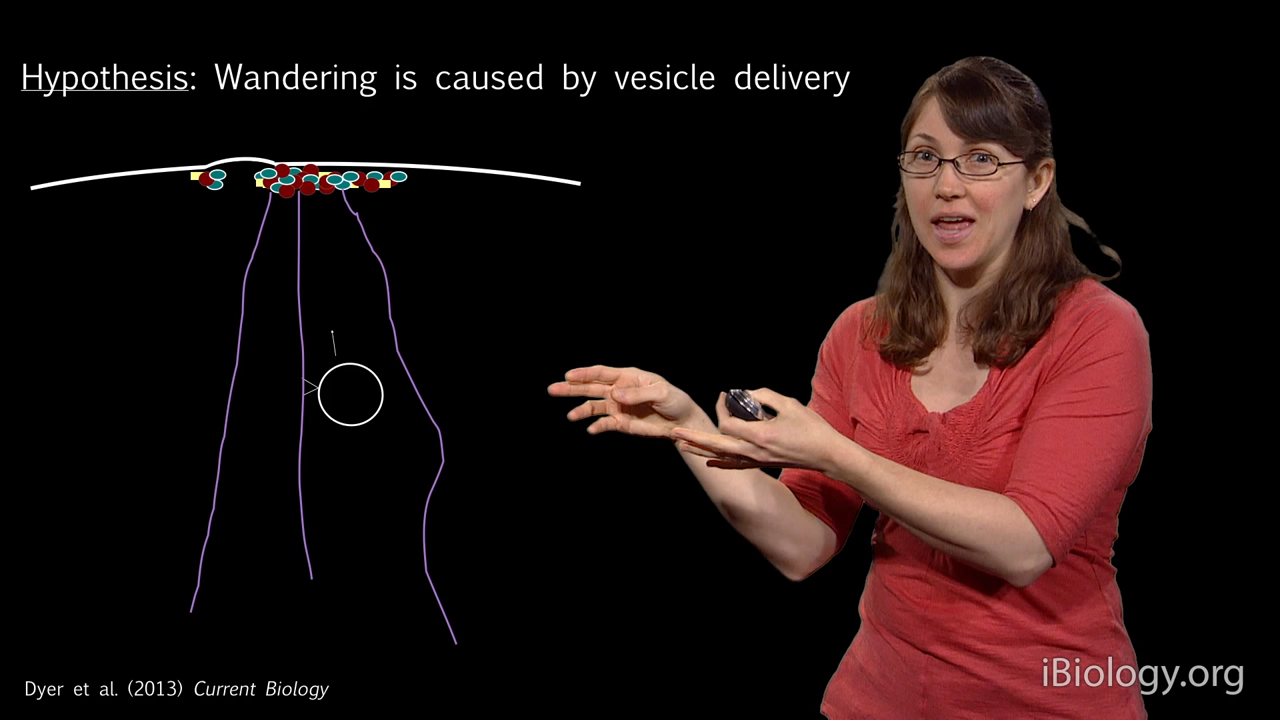 Hypothesis: Wandering is caused by vesicle delivery
Dyer et al. (2013) Current Biology
iBiology.org